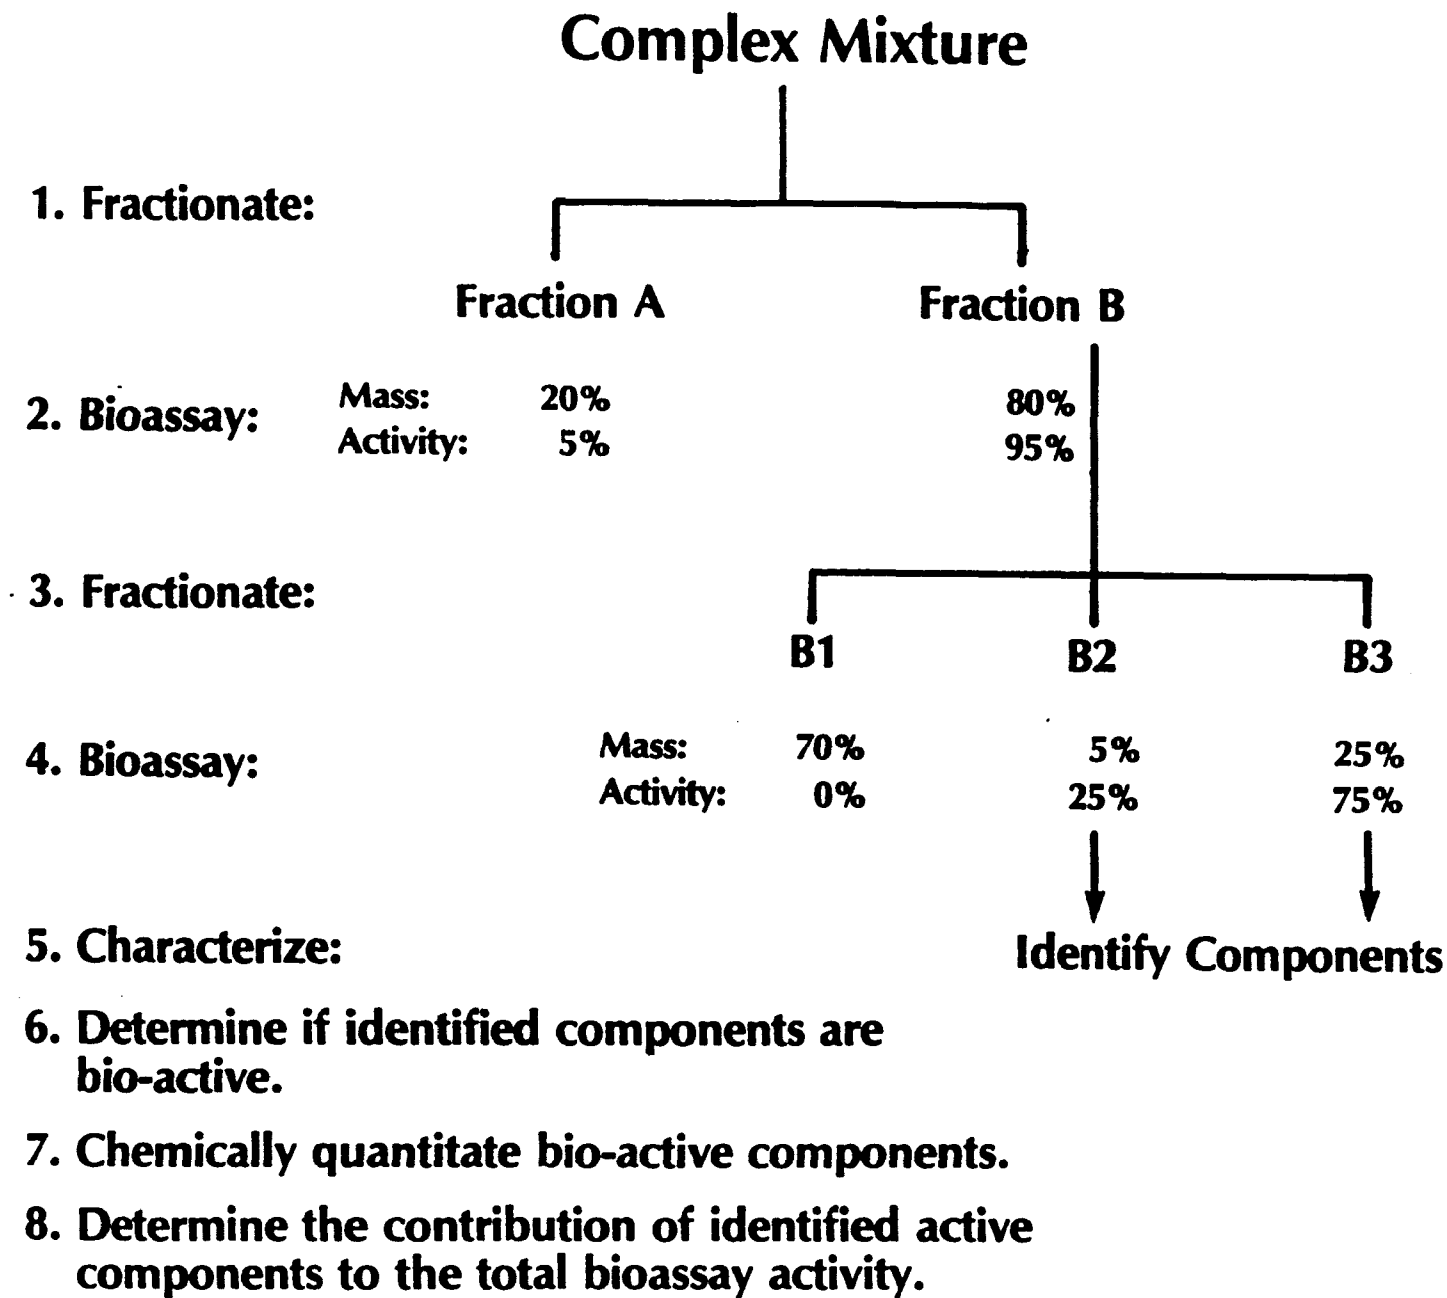 Complex Mixture
1. Fractionate:
Fraction A Fraction B
2. Bioassay: Mass: 20% 80%
Activity: 5% 95%
3. Fractionate:
B1 B2 B3
4. Bioassay: Mass: 70% 5% 25%
Activity: 0% 25% 75%
5. Characterize: Identify Components
6. Determine if identified components are
bio-active.
7. Chemically quantitate bio-active components.
8. Determine the contribution of identified active
components to the total bioassay activity.